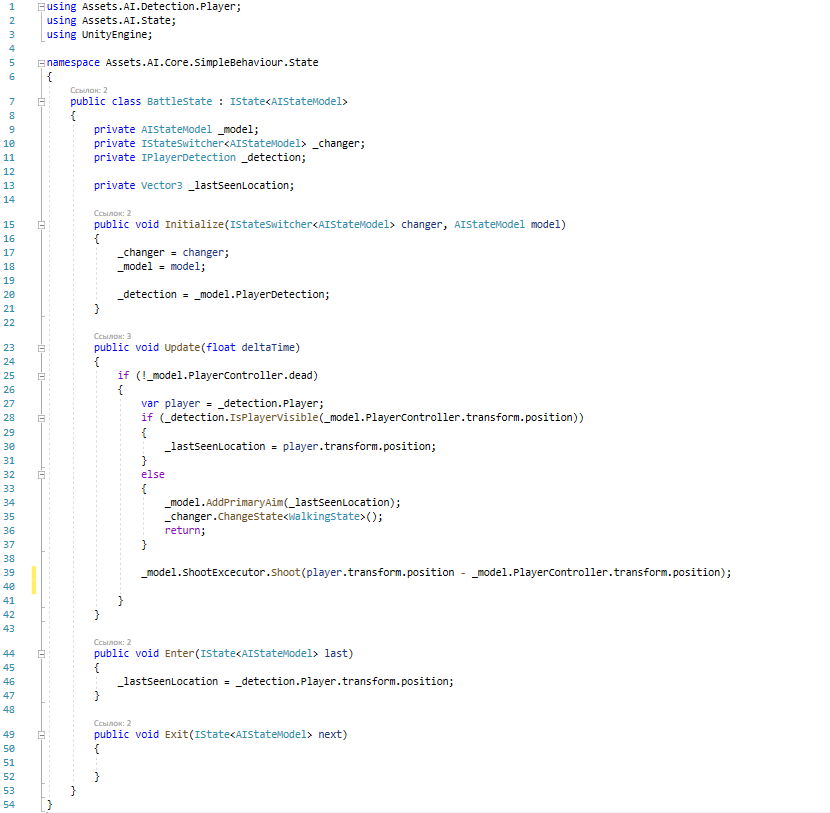 1 using Assets.AI.Detection.Player;
2 using Assets.AI.State;
3 using UnityEngine;
4
5 namespace Assets.AI.Core.SimpleBehaviour.State
6 {
Ссылок: 2
7 public class BattleState : IState<AIStateModel>
8 {
9 private AIStateModel _model;
10 private IStateSwitcher<AIStateModel> _changer;
11 private IPlayerDetection _detection;
12
13 private Vector3 _lastSeenLocation;
14
Ссылок: 2
15 public void Initialize(IStateSwitcher<AIStateModel> changer, AIStateModel model)
16 {
17 _changer = changer;
18 _model = model;
19
20 _detection = _model.PlayerDetection;
21 }
22
Ссылок: 3
23 public void Update(float deltaTime)
24 {
25 if (!_model.PlayerController.dead)
26 {
27 var player = _detection.Player;
28 if (_detection.IsPlayerVisible(_model.PlayerController.transform.position))
29 {
30 _lastSeenLocation = player.transform.position;
31 }
32 else
33 {
34 _model.AddPrimaryAim(_lastSeenLocation);
35 _changer.ChangeState<WalkingState>();
36 return;
37 }
38
39 _model.ShootExcecutor.Shoot(player.transform.position - _model.PlayerController.transform.position);
40
41 }
42 }
43
Ссылок: 2
44 public void Enter(IState<AIStateModel> last)
45 {
46 _lastSeenLocation = _detection.Player.transform.position;
47 }
48
Ссылок: 2
49 public void Exit(IState<AIStateModel> next)
50 {
51
52 }
53 }
54 }